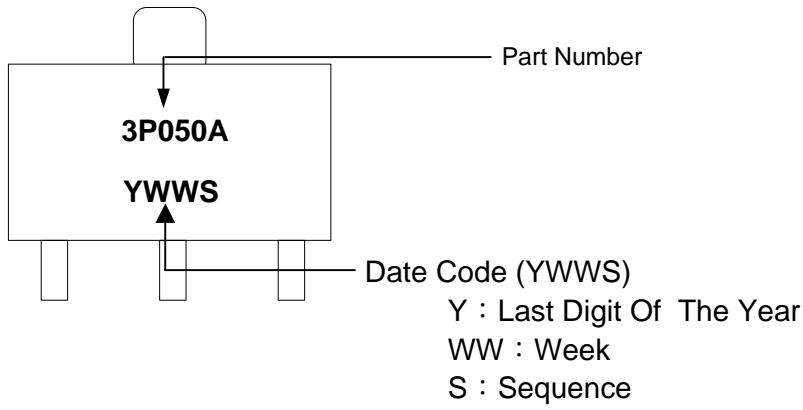 Part Number
3P050A
YWWS
Date Code (YWWS)
Y：Last Digit Of The Year
WW：Week
S：Sequence